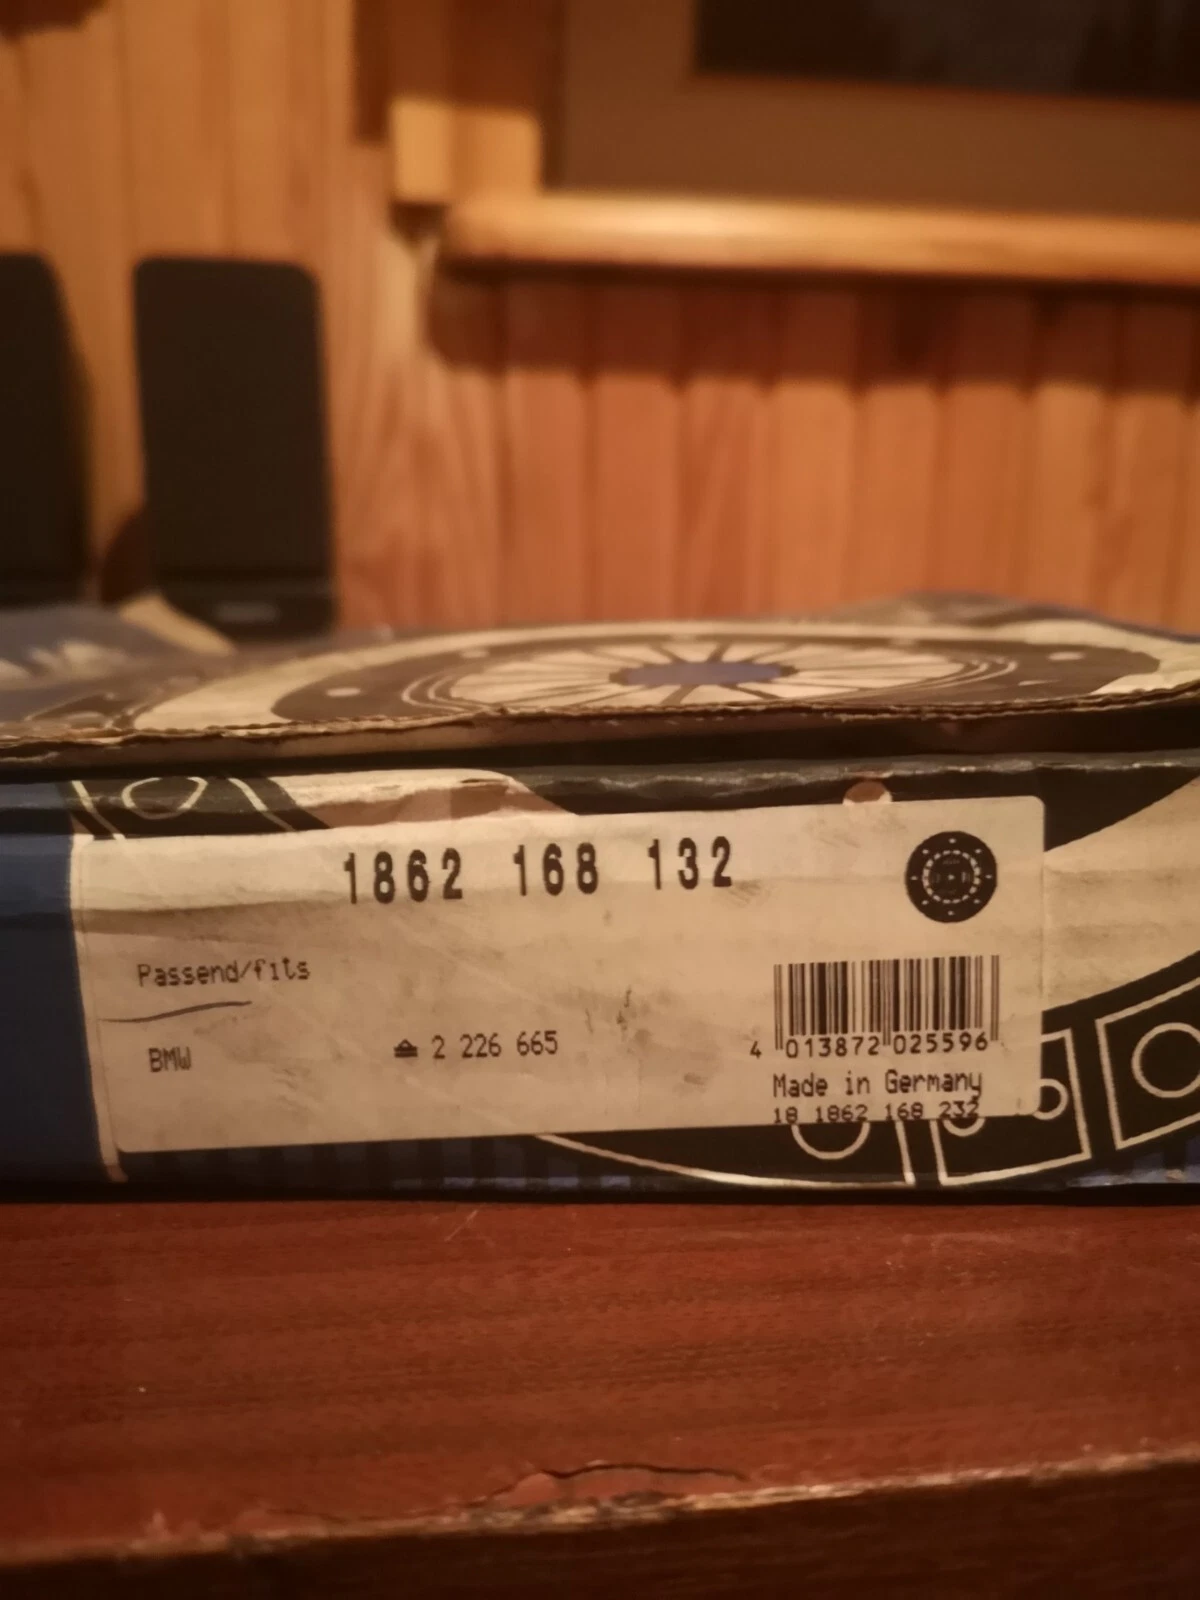 1862 168 132
Passend/fits
BMW ≙ 2 226 665
4 013872 025596
Made in Germany
18 1862 168 232